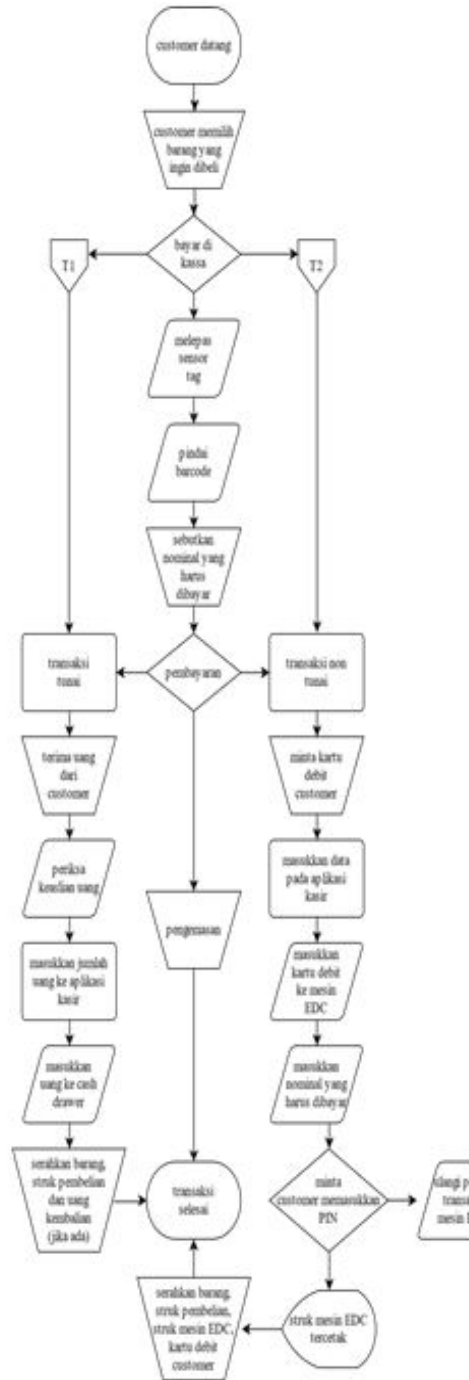 customer datang
customer memilih
barang yang
ingin dibeli
T1
bayar di
kassa
T2
melepas
sensor
tag
pindai
barcode
sebutkan
nominal yang
harus
dibayar
transaksi
tunai
pembayaran
transaksi non
tunai
terima uang
dari
customer
minta kartu
debit
customer
periksa
keaslian uang
masukkan data
pada aplikasi
kasir
pengemasan
masukkan jumlah
uang ke aplikasi
kasir
masukkan
kartu debit
ke mesin
EDC
masukkan
uang ke cash
drawer
masukkan
nominal yang
harus dibayar
serahkan barang,
struk pembelian
dan uang
kembalian
(jika ada)
transaksi
selesai
minta
customer memasukkan
PIN
ulangi
trans
mesin
serahkan barang,
struk pembelian,
struk mesin EDC,
kartu debit
customer
struk mesin EDC
tercetak